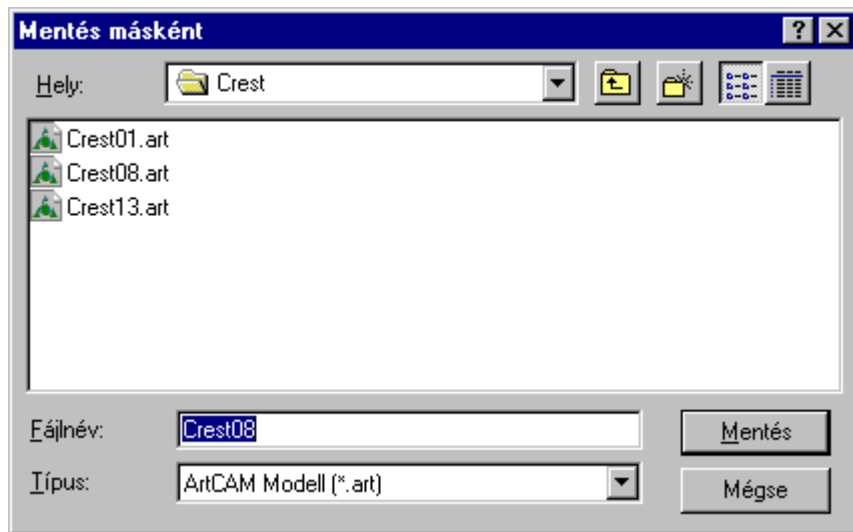 Mentés másként
Hely: Crest
Crest01.art
Crest08.art
Crest13.art
Fájlnév: Crest08 Mentés
Típus: ArtCAM Modell (*.art) Mégse